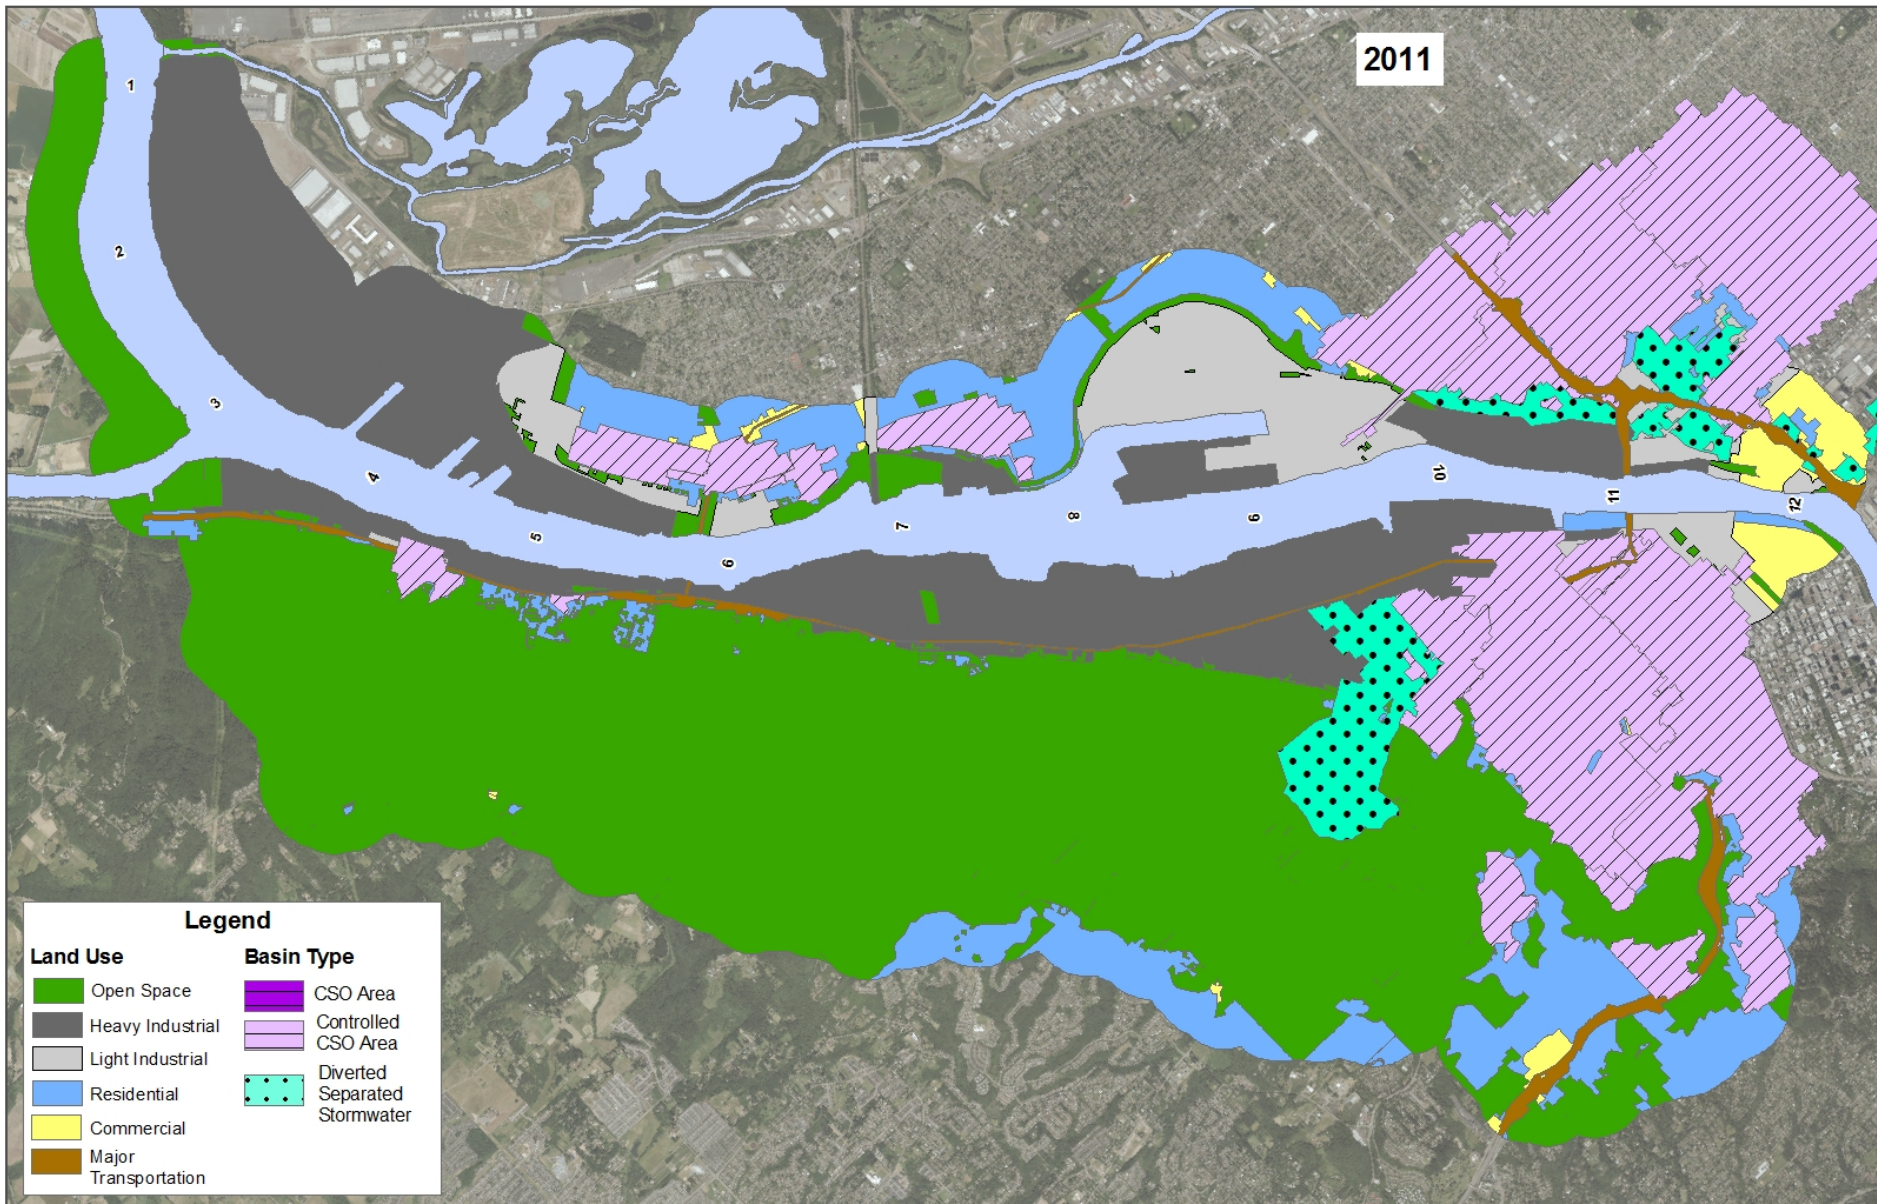 2011
1
2
3
4
5
6
7
8
9
10
11
12
Legend
Land Use
Open Space
Heavy Industrial
Light Industrial
Residential
Commercial
Major
Transportation
Basin Type
CSO Area
Controlled
CSO Area
Diverted
Separated
Stormwater